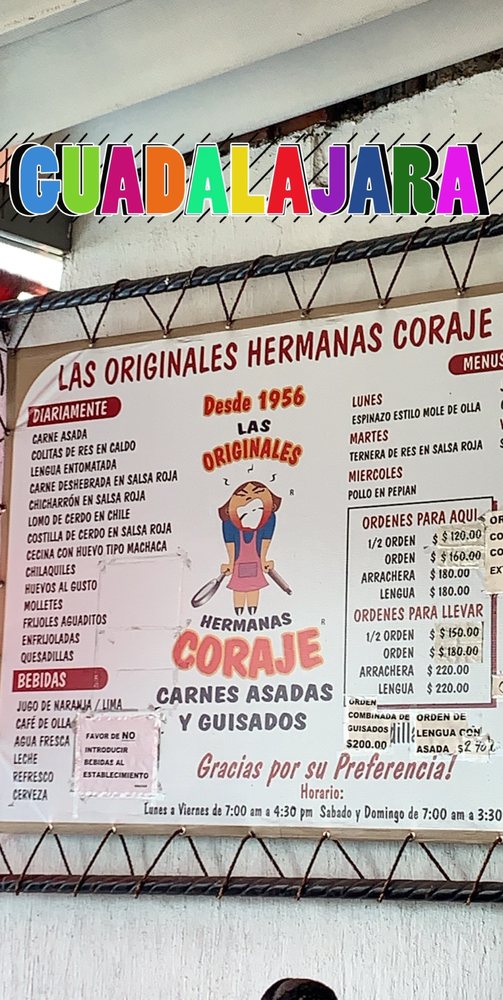 GUADALAJARA
LAS ORIGINALES HERMANAS CORAJE
DIARIAMENTE
CARNE ASADA
COLITAS DE RES EN CALDO
LENGUA ENTOMATADA
CARNE DESHEBRADA EN SALSA ROJA
CHICHARRÓN EN SALSA ROJA
LOMO DE CERDO EN CHILE
COSTILLA DE CERDO EN SALSA ROJA
CECINA CON HUEVO TIPO MACHACA
CHILAQUILES
HUEVOS AL GUSTO
MOLLETES
FRIJOLES AGUADITOS
ENFRIJOLADAS
QUESADILLAS
BEBIDAS
JUGO DE NARANJA / LIMA
CAFÉ DE OLLA
AGUA FRESCA
LECHE
REFRESCO
CERVEZA
FAVOR DE NO
INTRODUCIR
BEBIDAS AL
ESTABLECIMIENTO
Desde 1956
LAS
ORIGINALES
R
HERMANAS
R
CORAJE
CARNES ASADAS
Y GUISADOS
MENUS
LUNES
ESPINAZO ESTILO MOLE DE OLLA
MARTES
TERNERA DE RES EN SALSA ROJA
MIERCOLES
POLLO EN PEPIAN
ORDENES PARA AQUI
1/2 ORDEN $ $ 120.00
ORDEN $ $ 160.00
ARRACHERA $ 180.00
LENGUA $ 180.00
ORDENES PARA LLEVAR
1/2 ORDEN $ $ 150.00
ORDEN $ $ 180.00
ARRACHERA $ 220.00
LENGUA $ 220.00
ORDEN
COMBINADA DE
GUISADOS
$200.00
ORDEN DE
LENGUA CON
ASADA $240
Gracias por su Preferencia!
Horario:
Lunes a Viernes de 7:00 am a 4:30 pm Sabado y Domingo de 7:00 am a 3:30